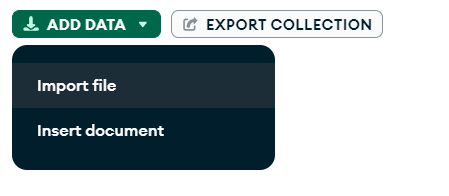 ADD DATA
EXPORT COLLECTION
Import file
Insert document